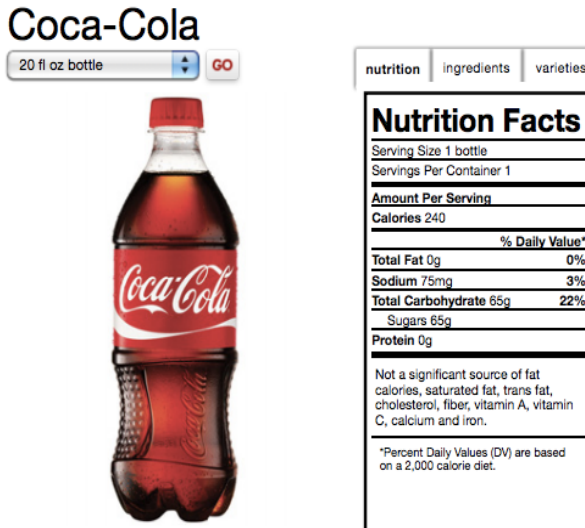 Coca-Cola
20 fl oz bottle
GO
nutrition
ingredients
varieties
Nutrition Facts
Serving Size 1 bottle
Servings Per Container 1
Amount Per Serving
Calories 240
% Daily Value*
Total Fat 0g 0%
Sodium 75mg 3%
Total Carbohydrate 65g 22%
Sugars 65g
Protein 0g
Not a significant source of fat
calories, saturated fat, trans fat,
cholesterol, fiber, vitamin A, vitamin
C, calcium and iron.
*Percent Daily Values (DV) are based
on a 2,000 calorie diet.
Coca-Cola
Coca-Cola